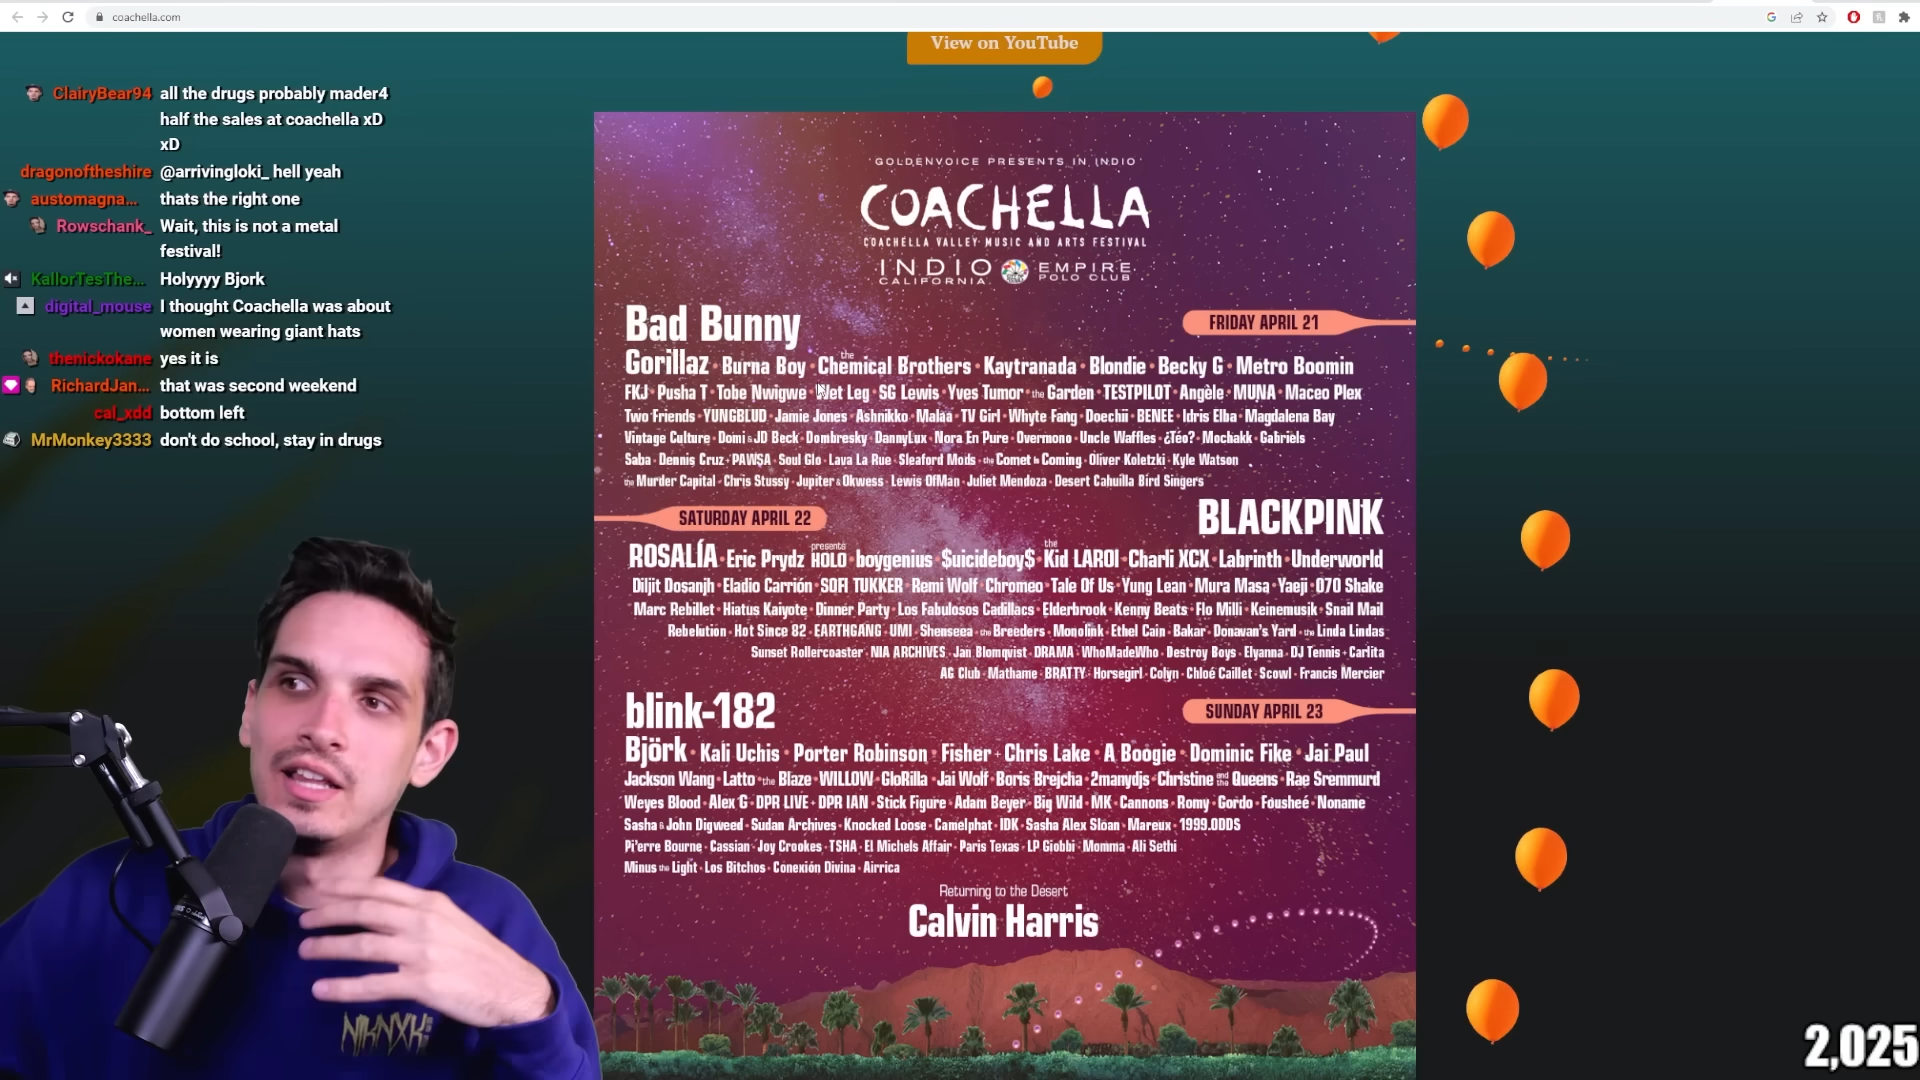 coachella.com
View on YouTube
ClairyBear94 all the drugs probably mader4
half the sales at coachella xD
xD
dragonoftheshire @arrivingloki_ hell yeah
austomagna... thats the right one
Rowschank_ Wait, this is not a metal
festival!
KallorTesThe... Holyyyy Bjork
digital_mouse I thought Coachella was about
women wearing giant hats
thenickokane yes it is
RichardJan... that was second weekend
cal_xdd bottom left
MrMonkey3333 don't do school, stay in drugs
GOLDENVOICE PRESENTS IN INDIO
COACHELLA
COACHELLA VALLEY MUSIC AND ARTS FESTIVAL
INDIO CALIFORNIA EMPIRE POLO CLUB
Bad Bunny
FRIDAY APRIL 21
Gorillaz · Burna Boy · the Chemical Brothers · Kaytranada · Blondie · Becky G · Metro Boomin
FKJ · Pusha T · Tobe Nwigwe · Wet Leg · SG Lewis · Yves Tumor · the Garden · TESTPILOT · Angèle · MUNA · Maceo Plex
Two Friends · YUNGBLUD · Jamie Jones · Ashnikko · Malaa · TV Girl · Whyte Fang · Doechii · BENEE · Idris Elba · Magdalena Bay
Vintage Culture · Domi & JD Beck · Dombresky · DannyLux · Nora En Pure · Overmono · Uncle Waffles · ¿Téo? · Mochakk · Gabriels
Saba · Dennis Cruz + PAWSA · Soul Glo · Lava La Rue · Sleaford Mods · the Comet Is Coming · Oliver Koletzki · Kyle Watson
the Murder Capital · Chris Stussy · Jupiter & Okwess · Lewis OfMan · Juliet Mendoza · Desert Cahuilla Bird Singers
SATURDAY APRIL 22
BLACKPINK
ROSALÍA · Eric Prydz presents HOLO · boygenius · $uicideboy$ · the Kid LAROI · Charli XCX · Labrinth · Underworld
Diljit Dosanjh · Eladio Carrión · SOFI TUKKER · Remi Wolf · Chromeo · Tale Of Us · Yung Lean · Mura Masa · Yaeji · 070 Shake
Marc Rebillet · Hiatus Kaiyote · Dinner Party · Los Fabulosos Cadillacs · Elderbrook · Kenny Beats · Flo Milli · Keinemusik · Snail Mail
Rebelution · Hot Since 82 · EARTHGANG · UMI · Shenseea · the Breeders · Monolink · Ethel Cain · Bakar · Donavan's Yard · the Linda Lindas
Sunset Rollercoaster · NIA ARCHIVES · Jan Blomqvist · DRAMA · WhoMadeWho · Destroy Boys · Elyanna · DJ Tennis + Carlita
AG Club · Mathame · BRATTY · Horsegirl · Colyn · Chloé Caillet · Scowl · Francis Mercier
blink-182
SUNDAY APRIL 23
Björk · Kali Uchis · Porter Robinson · Fisher + Chris Lake · A Boogie · Dominic Fike · Jai Paul
Jackson Wang · Latto · the Blaze · WILLOW · GloRilla · Jai Wolf · Boris Brejcha · 2manydjs · Christine and the Queens · Rae Sremmurd
Weyes Blood · Alex G · DPR LIVE + DPR IAN · Stick Figure · Adam Beyer · Big Wild · MK · Cannons · Romy · Gordo · Fousheé · Noname
Sasha & John Digweed · Sudan Archives · Knocked Loose · Camelphat · IDK · Sasha Alex Sloan · Mareux · 1999.ODDS
Pi'erre Bourne · Cassian · Joy Crookes · TSHA · El Michels Affair · Paris Texas · LP Giobbi · Momma · Ali Sethi
Minus the Light · Los Bitchos · Conexión Divina · Airrica
Returning to the Desert
Calvin Harris
2,025